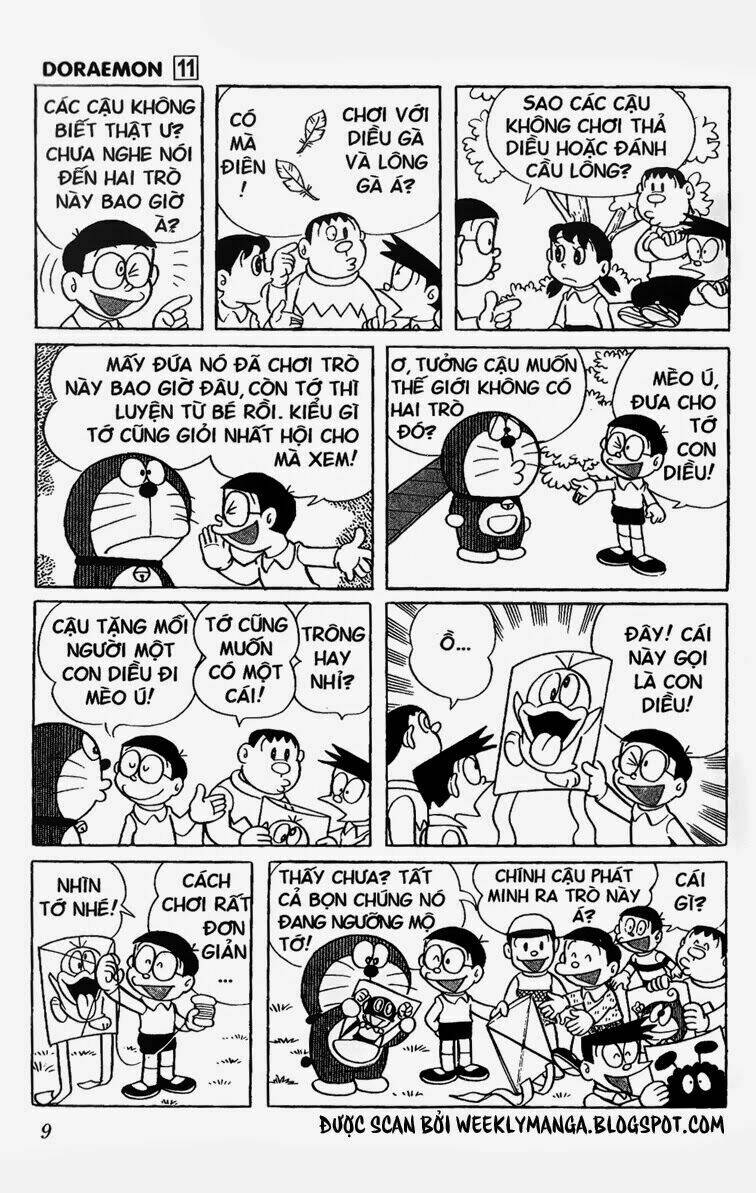 DORAEMON 11
SAO CÁC CẬU
KHÔNG CHƠI THẢ
DIỀU HOẶC ĐÁNH
CẦU LÔNG?
CHƠI VỚI
DIỀU GÀ
VÀ LÔNG
GÀ Á?
CÓ
MÀ
ĐIÊN
!
CÁC CẬU KHÔNG
BIẾT THẬT Ư?
CHƯA NGHE NÓI
ĐẾN HAI TRÒ
NÀY BAO GIỜ
À?
MÈO Ú,
ĐƯA CHO
TỚ
CON
DIỀU!
Ơ, TƯỞNG CẬU MUỐN
THẾ GIỚI KHÔNG CÓ
HAI TRÒ
ĐÓ?
MẤY ĐỨA NÓ ĐÃ CHƠI TRÒ
NÀY BAO GIỜ ĐÂU, CÒN TỚ THÌ
LUYỆN TỪ BÉ RỒI. KIỂU GÌ
TỚ CŨNG GIỎI NHẤT HỘI CHO
MÀ XEM!
ĐÂY! CÁI
NÀY GỌI
LÀ CON
DIỀU!
Ồ...
TRÔNG
HAY
NHỈ?
TỚ CŨNG
MUỐN
CÓ MỘT
CÁI!
CẬU TẶNG MỖI
NGƯỜI MỘT
CON DIỀU ĐI
MÈO Ú!
CÁCH
CHƠI RẤT
ĐƠN
GIẢN
...
NHÌN
TỚ NHÉ!
CÁI
GÌ?
CHÍNH CẬU PHÁT
MINH RA TRÒ NÀY
Á?
THẤY CHƯA? TẤT
CẢ BỌN CHÚNG NÓ
ĐANG NGƯỠNG MỘ
TỚ!
9
ĐƯỢC SCAN BỞI WEEKLYMANGA.BLOGSPOT.COM